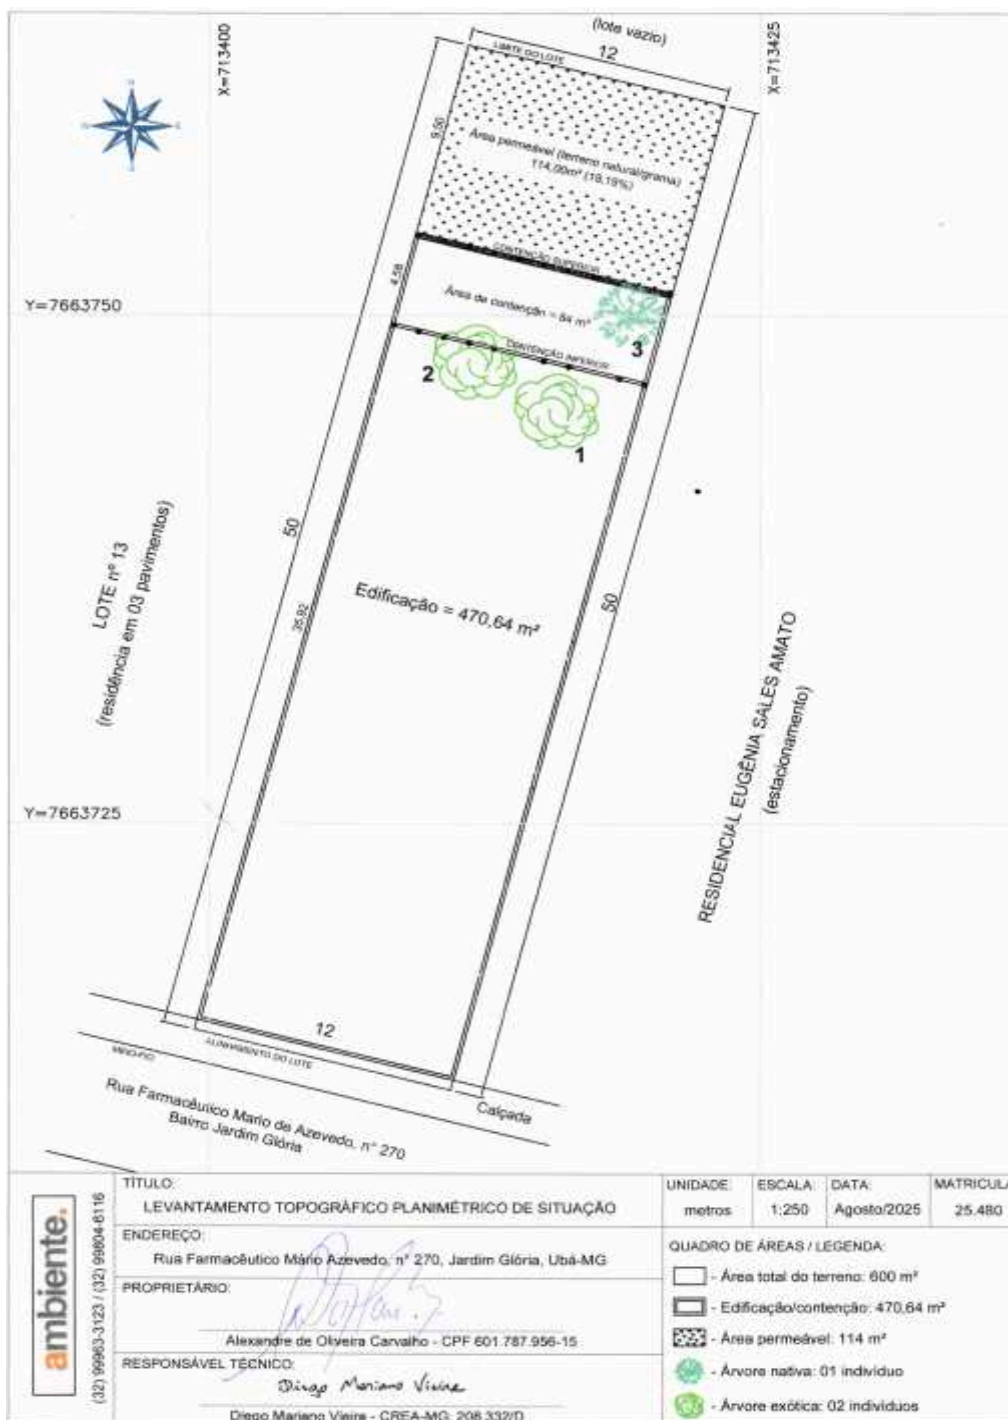 (lote vazio)
12
LIMITE DO LOTE
X=713400
X=713425
9,50
Área permeável (terreno natural/grama)
114,00m² (19,19%)
CONTENÇÃO SUPERIOR
4,58
Área de contenção = 84 m²
Y=7663750
3
CONTENÇÃO INFERIOR
2
1
50
LOTE nº 13
(residência em 03 pavimentos)
35,92
Edificação = 470,64 m²
50
RESIDENCIAL EUGÊNIA SALES AMATO
(estacionamento)
Y=7663725
12
ALINHAMENTO DO LOTE
MEIO-FIO
Calçada
Rua Farmacêutico Mario de Azevedo, n° 270
Bairro Jardim Glória
ambiente.
(32) 99963-3123 / (32) 99804-6116
TÍTULO:
LEVANTAMENTO TOPOGRÁFICO PLANIMÉTRICO DE SITUAÇÃO
ENDEREÇO:
Rua Farmacêutico Mário Azevedo, n° 270, Jardim Glória, Ubá-MG
PROPRIETÁRIO:
Alexandre de Oliveira Carvalho - CPF 601.787.956-15
RESPONSÁVEL TÉCNICO:
Diego Mariano Vieira
Diego Mariano Vieira - CREA-MG: 208.332/D
UNIDADE:
metros
ESCALA:
1:250
DATA:
Agosto/2025
MATRICULA
25.480
QUADRO DE ÁREAS / LEGENDA:
- Área total do terreno: 600 m²
- Edificação/contenção: 470,64 m²
- Área permeável: 114 m²
- Árvore nativa: 01 indivíduo
- Árvore exótica: 02 indivíduos